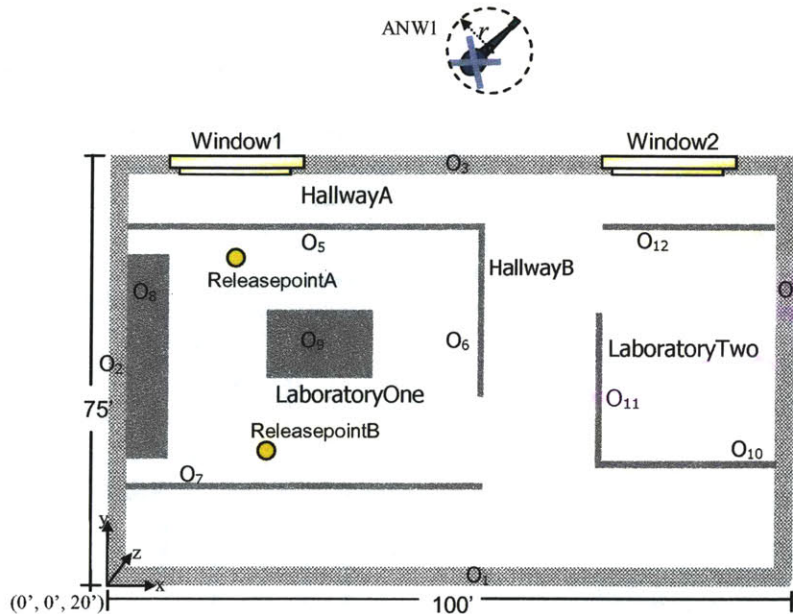 ANW1
r
Window1
Window2
O3
HallwayA
O5
O12
ReleasepointA
HallwayB
O8
O
O9
O6
LaboratoryTwo
O2
LaboratoryOne
O11
75'
ReleasepointB
O10
O7
y
z
x
O1
(0', 0', 20')
100'